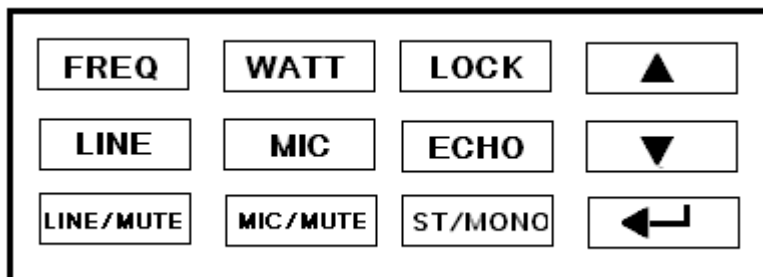 FREQ WATT LOCK ▲
LINE MIC ECHO ▼
LINE/MUTE MIC/MUTE ST/MONO ↵